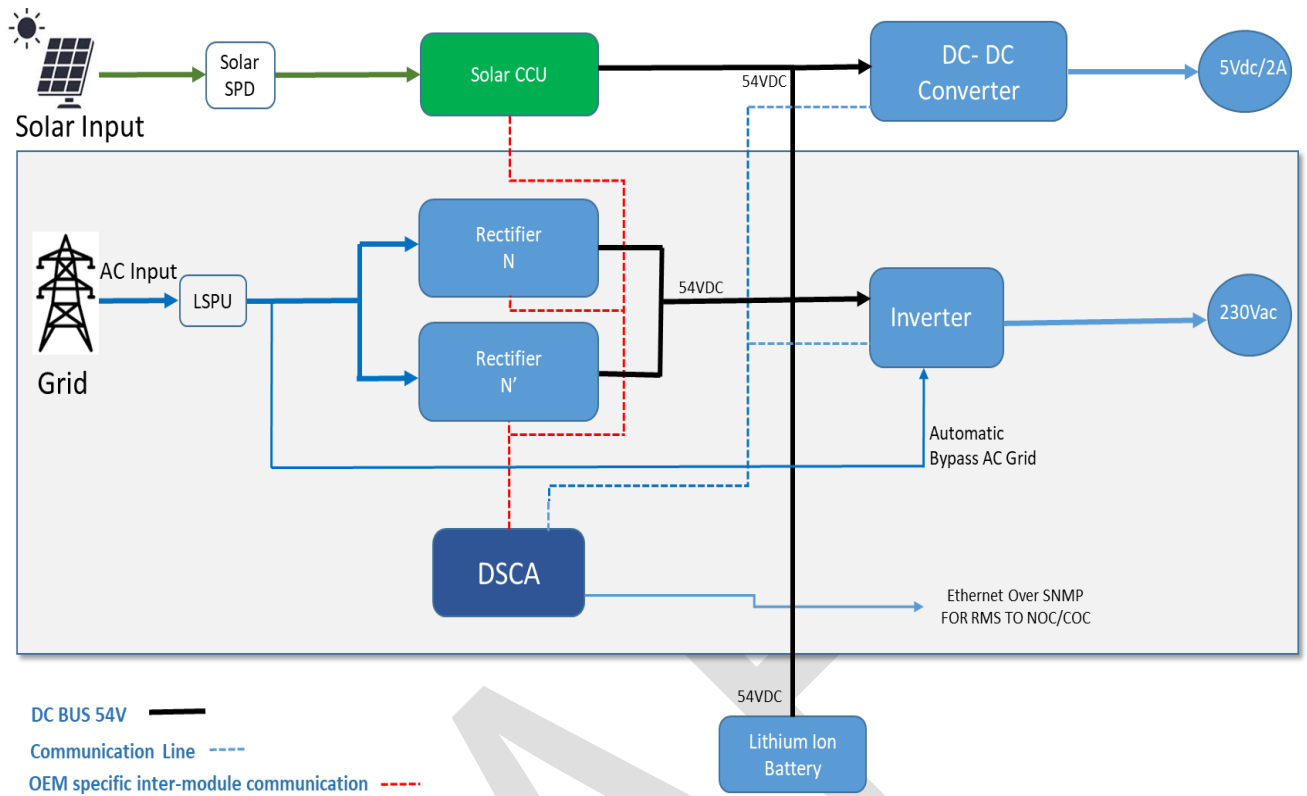 Solar Input
Solar
SPD
Solar CCU
54VDC
DC- DC
Converter
5Vdc/2A
Grid
AC Input
LSPU
Rectifier
N
Rectifier
N’
54VDC
Inverter
230Vac
Automatic
Bypass AC Grid
DSCA
Ethernet Over SNMP
FOR RMS TO NOC/COC
54VDC
Lithium Ion
Battery
DC BUS 54V
Communication Line
OEM specific inter-module communication